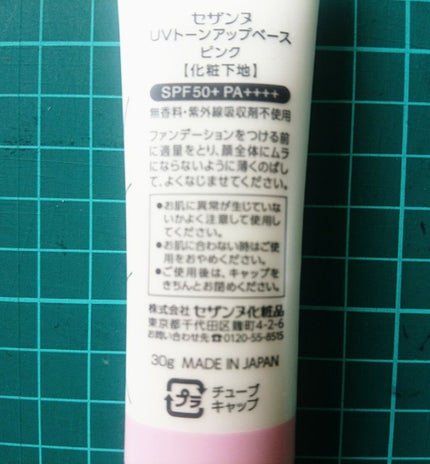 セザンヌ
UVトーンアップベース
ピンク
【化粧下地】
SPF50+ PA++++
無香料・紫外線吸収剤不使用
ファンデーションをつける前
に適量をとり、顔全体にムラ
にならないように薄くのばし
て、よくなじませてください。
●お肌に異常が生じていな
いかよく注意して使用し
てください。
●お肌に合わない時はご使
用をおやめください。
●ご使用後は、キャップを
きちんとお閉めください。
株式会社 セザンヌ化粧品
東京都千代田区麹町4-2-6
お問い合わせ先 ☎0120-55-8515
30g MADE IN JAPAN
プラ
チューブ
キャップ